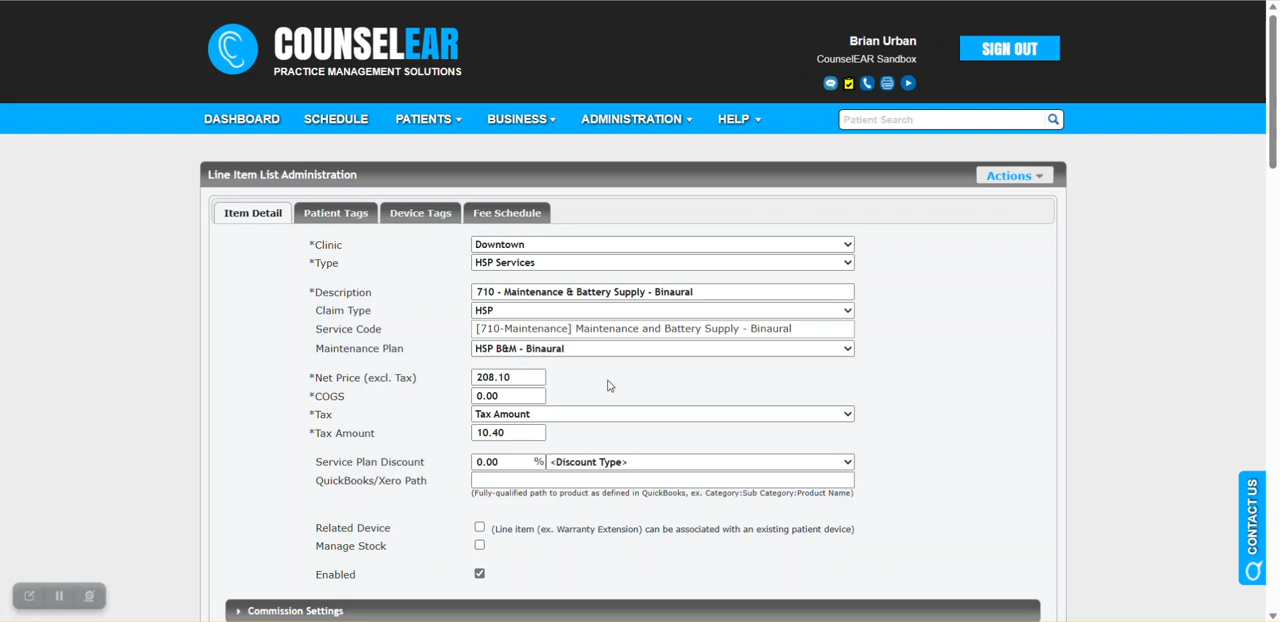 COUNSELEAR
PRACTICE MANAGEMENT SOLUTIONS
Brian Urban
CounselEAR Sandbox
SIGN OUT
DASHBOARD SCHEDULE PATIENTS BUSINESS ADMINISTRATION HELP Patient Search
Line Item List Administration Actions
Item Detail Patient Tags Device Tags Fee Schedule
*Clinic Downtown
*Type HSP Services
*Description 710 - Maintenance & Battery Supply - Binaural
Claim Type HSP
Service Code [710-Maintenance] Maintenance and Battery Supply - Binaural
Maintenance Plan HSP B&M - Binaural
*Net Price (excl. Tax) 208.10
*COGS 0.00
*Tax Tax Amount
*Tax Amount 10.40
Service Plan Discount 0.00 % <Discount Type>
QuickBooks/Xero Path
(Fully-qualified path to product as defined in QuickBooks, ex. Category:Sub Category:Product Name)
Related Device (Line item (ex. Warranty Extension) can be associated with an existing patient device)
Manage Stock
Enabled
Commission Settings
CONTACT US